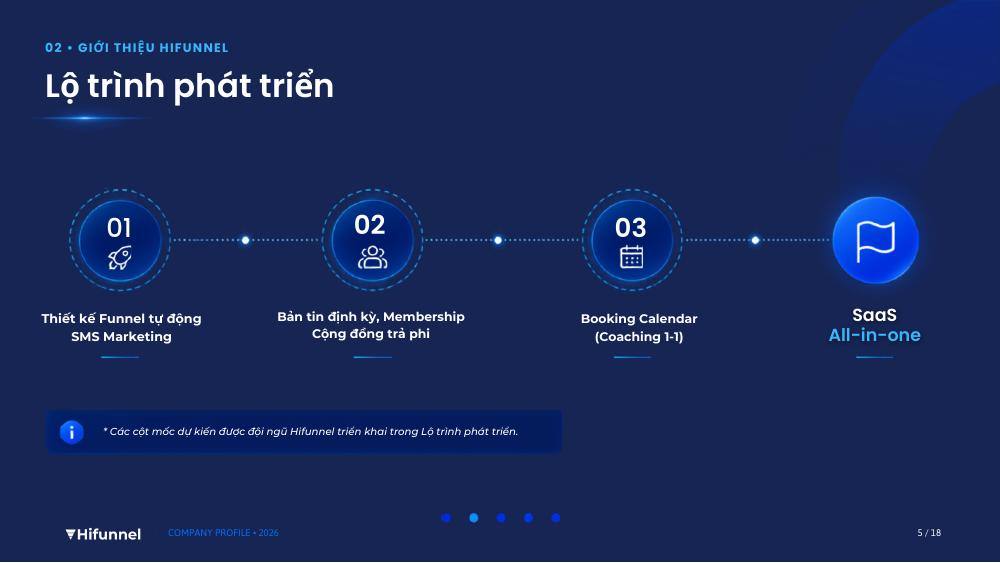 02 • GIỚI THIỆU HIFUNNEL
Lộ trình phát triển
01
02
03
Thiết kế Funnel tự động
SMS Marketing
Bản tin định kỳ, Membership
Cộng đồng trả phí
Booking Calendar
(Coaching 1-1)
SaaS
All-in-one
* Các cột mốc dự kiến được đội ngũ Hifunnel triển khai trong Lộ trình phát triển.
Hifunnel
COMPANY PROFILE • 2026
5 / 18